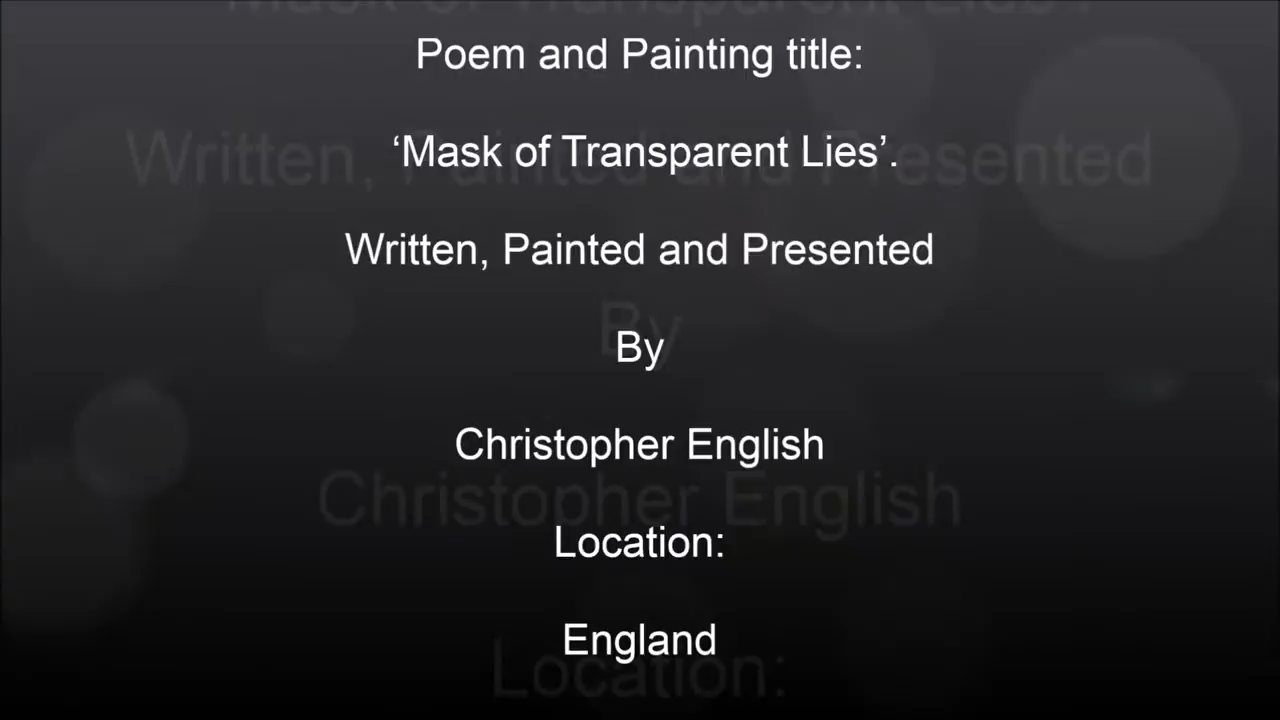 Poem and Painting title:
‘Mask of Transparent Lies’.
Written, Painted and Presented
By
Christopher English
Location:
England